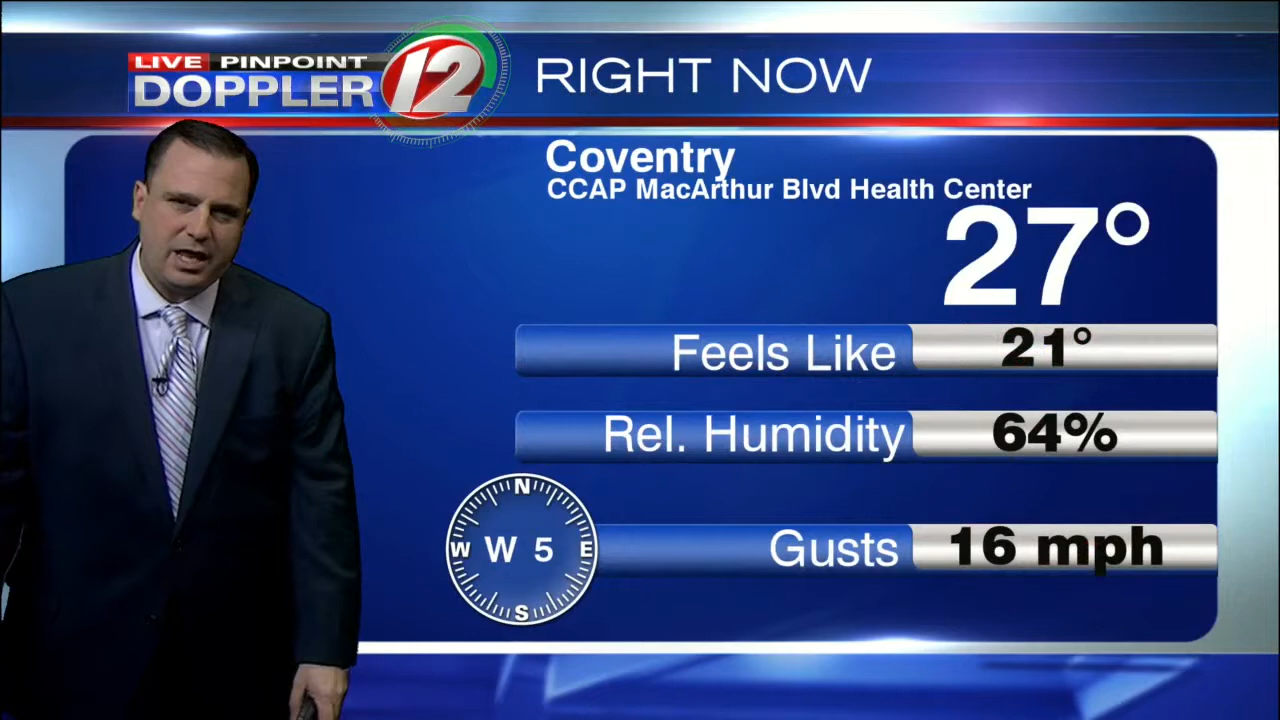 LIVE PINPOINT
DOPPLER 12
RIGHT NOW
Coventry
CCAP MacArthur Blvd Health Center
27°
Feels Like 21°
Rel. Humidity 64%
N
W W 5 E
S
Gusts 16 mph